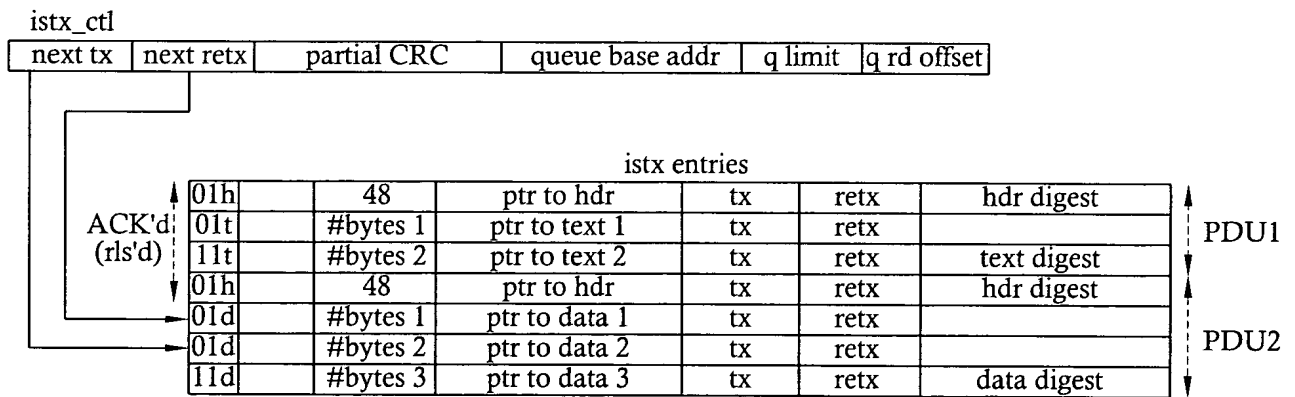 istx_ctl
next tx next retx partial CRC queue base addr q limit q rd offset
istx entries
01h 48 ptr to hdr tx retx hdr digest
01t #bytes 1 ptr to text 1 tx retx
11t #bytes 2 ptr to text 2 tx retx text digest
01h 48 ptr to hdr tx retx hdr digest
01d #bytes 1 ptr to data 1 tx retx
01d #bytes 2 ptr to data 2 tx retx
11d #bytes 3 ptr to data 3 tx retx data digest
ACK'd
(rls'd)
PDU1
PDU2